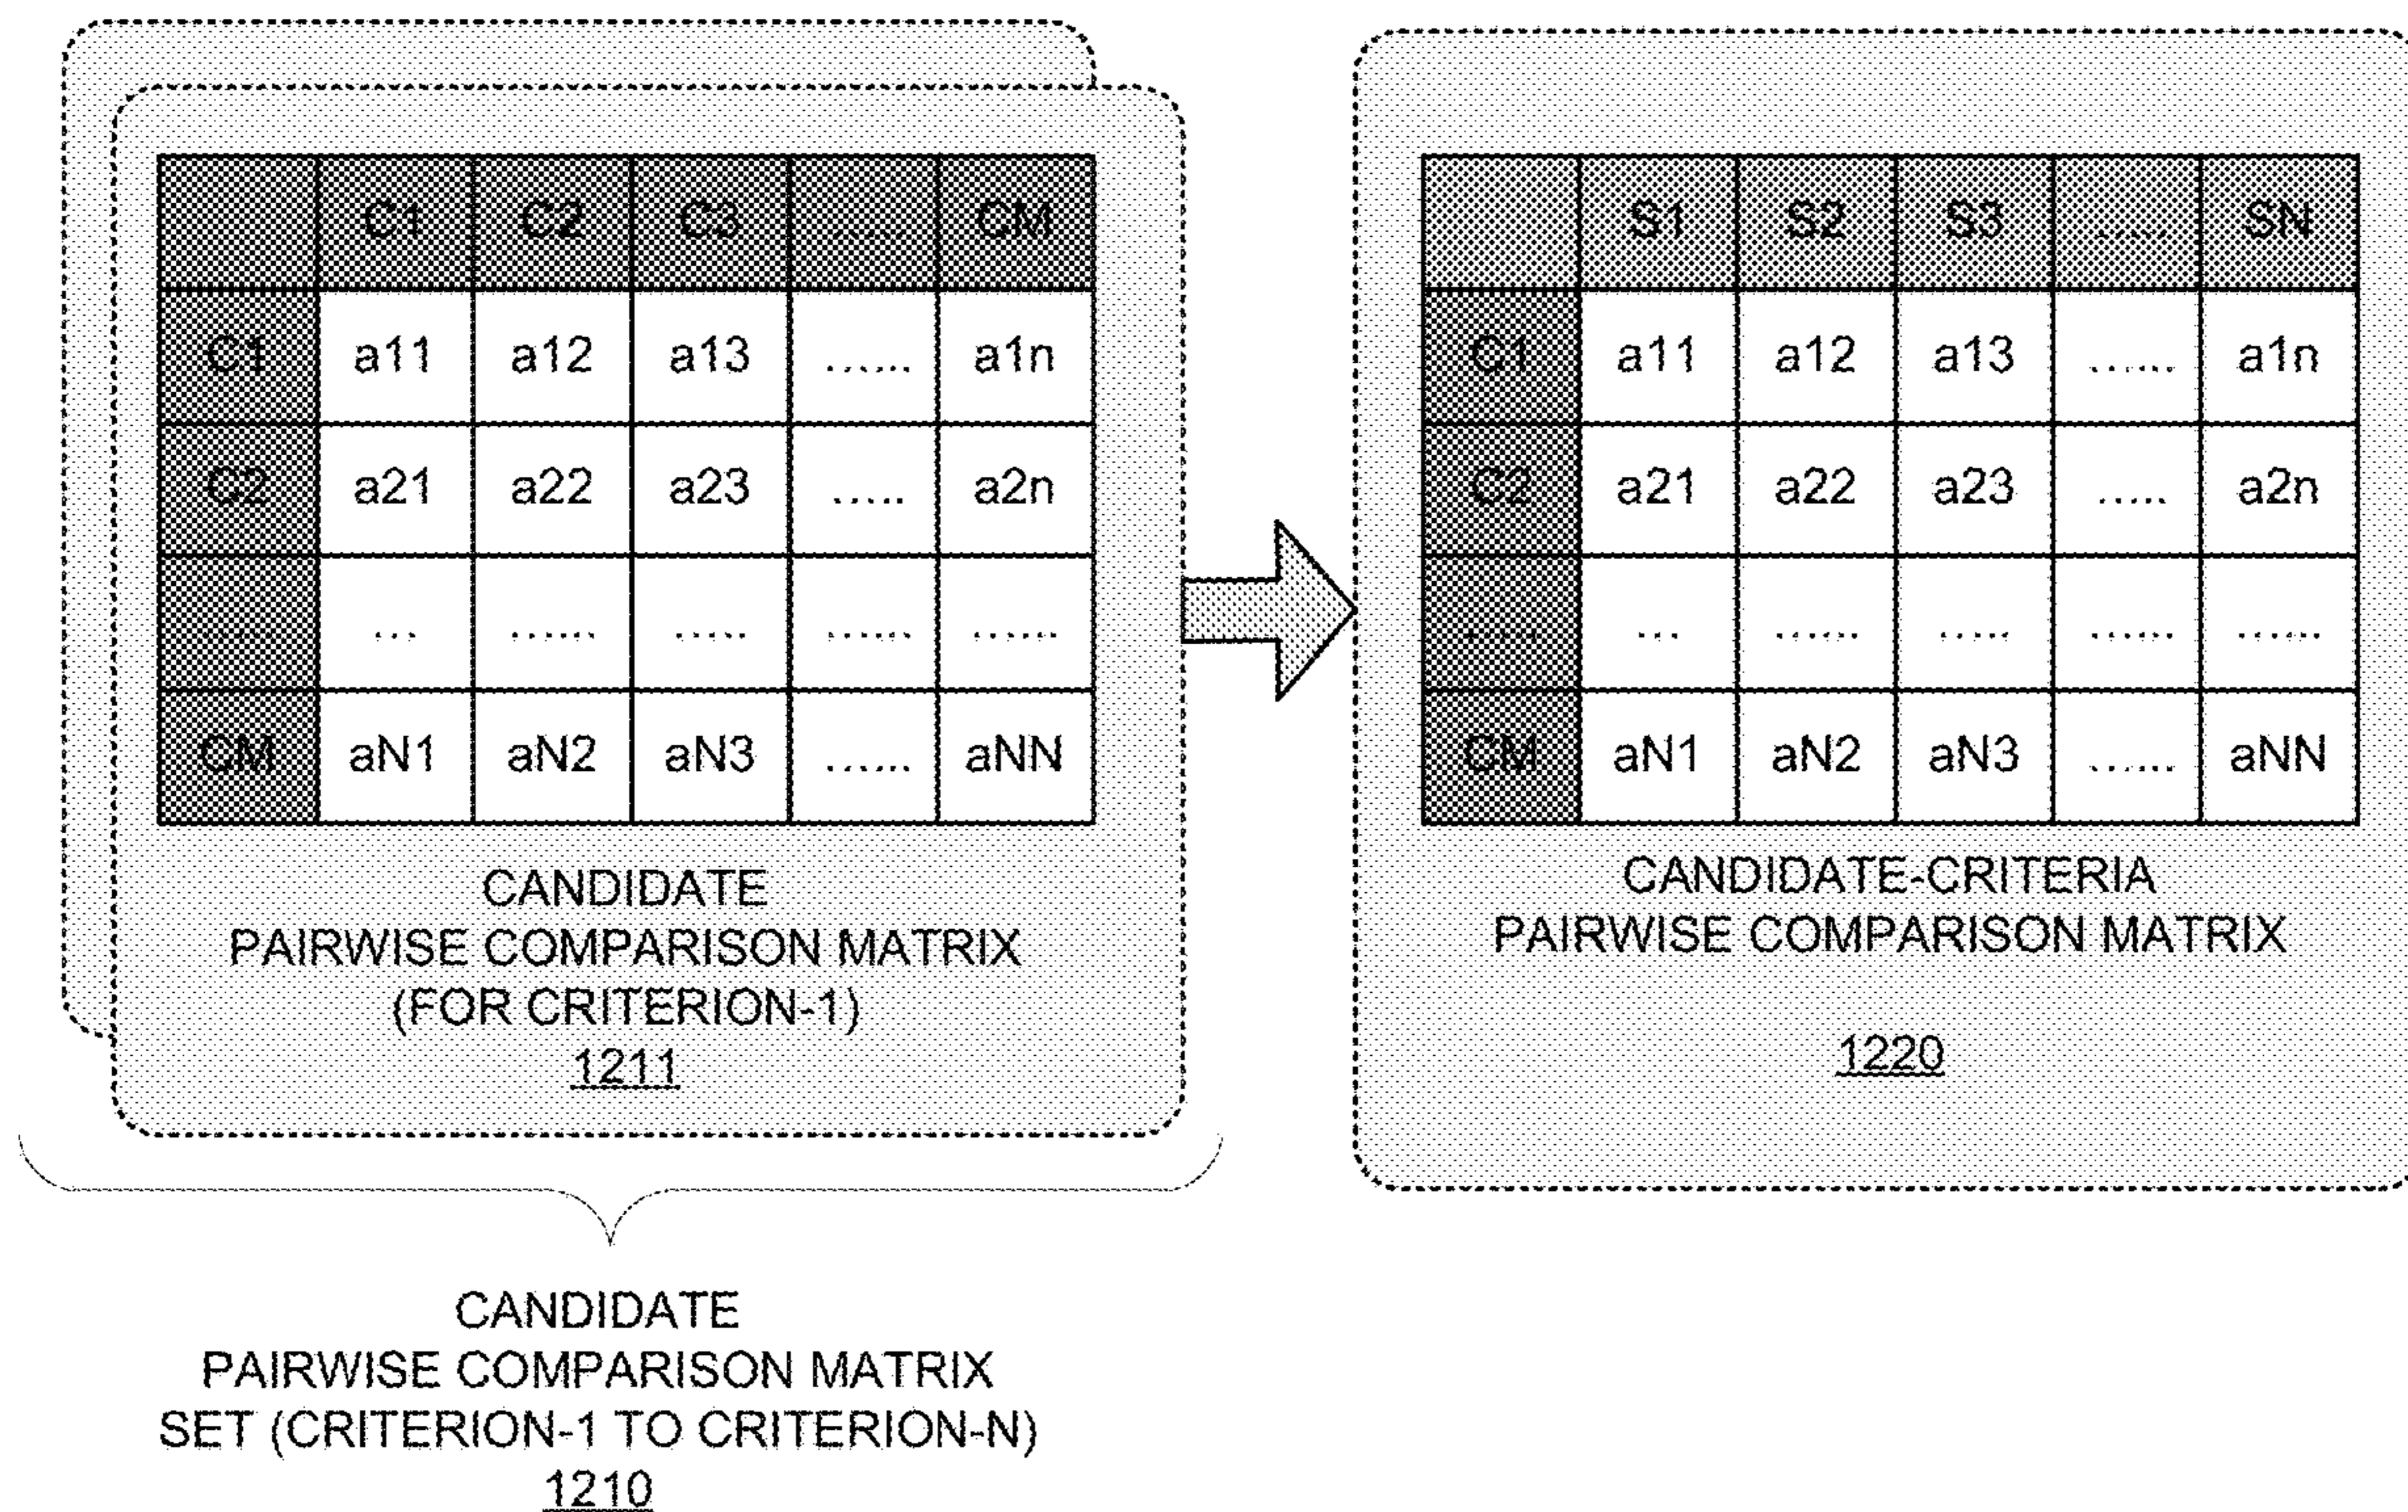 C1 C2 C3 ...... CM
C1 a11 a12 a13 ...... a1n
C2 a21 a22 a23 ..... a2n
...... ... ...... ..... ...... ......
CM aN1 aN2 aN3 ...... aNN
CANDIDATE
PAIRWISE COMPARISON MATRIX
(FOR CRITERION-1)
1211
CANDIDATE
PAIRWISE COMPARISON MATRIX
SET (CRITERION-1 TO CRITERION-N)
1210
S1 S2 S3 ...... SN
C1 a11 a12 a13 ...... a1n
C2 a21 a22 a23 ..... a2n
...... ... ...... ..... ...... ......
CM aN1 aN2 aN3 ...... aNN
CANDIDATE-CRITERIA
PAIRWISE COMPARISON MATRIX
1220